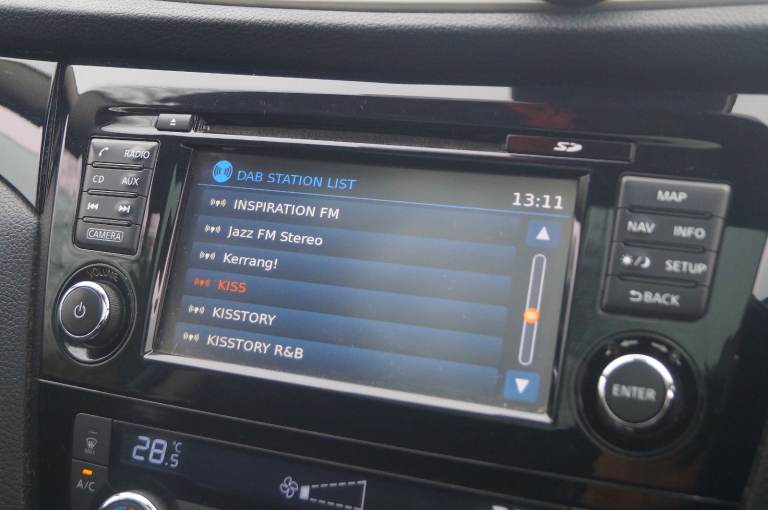 RADIO
CD AUX
CAMERA
VOLUME
SD
DAB STATION LIST
13:11
INSPIRATION FM
Jazz FM Stereo
Kerrang!
KISS
KISSTORY
KISSTORY R&B
MAP
NAV INFO
SETUP
BACK
ENTER
28.5°C
A/C